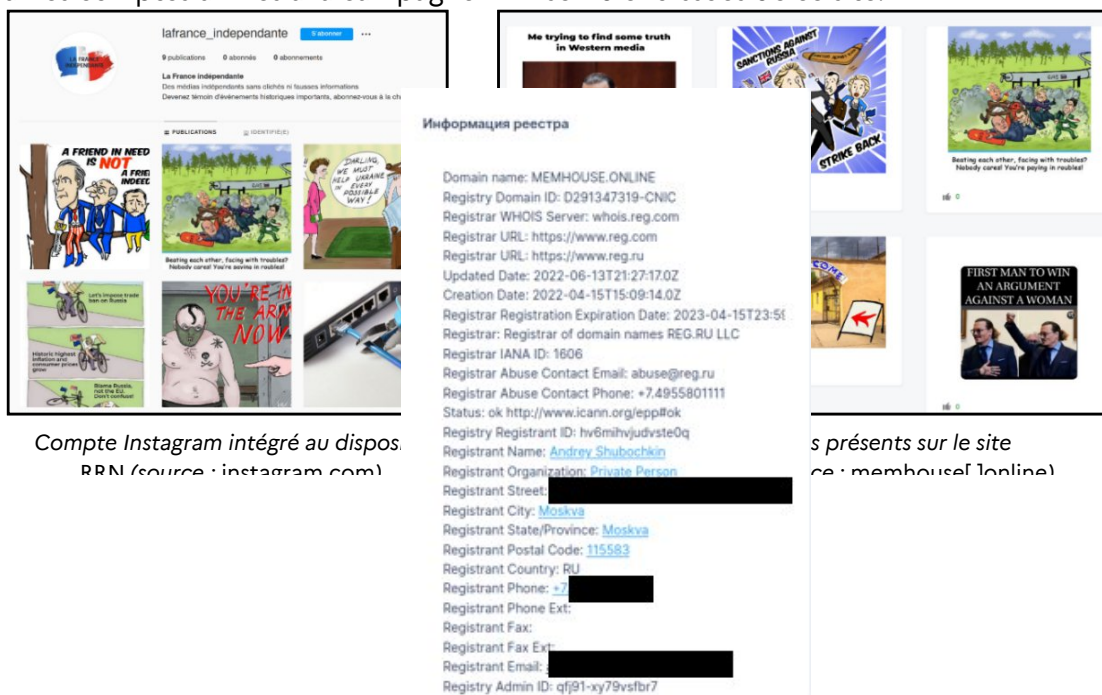 lafrance_independante S'abonner ...
9 publications 0 abonnés 0 abonnements
La France indépendante
Des médias indépendants sans clichés ni fausses informations
Devenez témoin d'évènements historiques importants, abonnez-vous à la
LA FRANCE
INDÉPENDANTE
PUBLICATIONS IDENTIFIÉ(E)
A FRIEND IN NEED
IS NOT
A FRIE
INDEED
Beating each other, facing with troubles?
Nobody cares! You're paying in roubles!
DARLING,
WE MUST
HELP UKRAINE
IN EVERY
POSSIBLE
WAY!
Let's impose trade
ban on Russia
Historic highest
inflation and
consumer prices
grow
Blame Russia,
not the EU.
Don't confuse!
YOU'RE IN
THE ARM
NOW
Me trying to find some truth
in Western media
SANCTIONS AGAINST
RUSSIA
STRIKE BACK
Beating each other, facing with troubles?
Nobody cares! You're paying in roubles!
0
COME!
FIRST MAN TO WIN
AN ARGUMENT
AGAINST A WOMAN
0
Compte Instagram intégré au dispos
RRN (source : instagram.com)
s présents sur le site
ce : memhouse[.]online)
Информация реестра
Domain name: MEMHOUSE.ONLINE
Registry Domain ID: D291347319-CNIC
Registrar WHOIS Server: whois.reg.com
Registrar URL: https://www.reg.com
Registrar URL: https://www.reg.ru
Updated Date: 2022-06-13T21:27:17.0Z
Creation Date: 2022-04-15T15:09:14.0Z
Registrar Registration Expiration Date: 2023-04-15T23:59
Registrar: Registrar of domain names REG.RU LLC
Registrar IANA ID: 1606
Registrar Abuse Contact Email: abuse@reg.ru
Registrar Abuse Contact Phone: +7.4955801111
Status: ok http://www.icann.org/epp#ok
Registry Registrant ID: hv6mihvjudvste0q
Registrant Name: Andrey Shubochkin
Registrant Organization: Private Person
Registrant Street:
Registrant City: Moskva
Registrant State/Province: Moskva
Registrant Postal Code: 115583
Registrant Country: RU
Registrant Phone: +7
Registrant Phone Ext:
Registrant Fax:
Registrant Fax Ext:
Registrant Email:
Registry Admin ID: qfj91-xy79vsfbr7